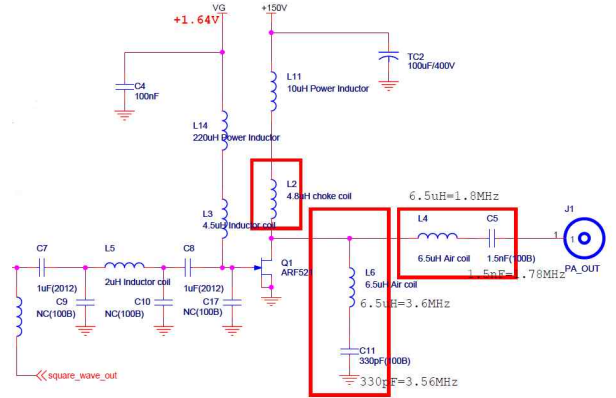 VG
+1.64V
+150V
C4
100nF
TC2
100uF/400V
L11
10uH Power Inductor
L14
220uH Power Inductor
L2
4.8uH choke coil
6.5uH=1.8MHz
L3
4.5uH Inductor coil
L4
6.5uH Air coil
C5
1.5nF(100B)
1.5nF=1.78MHz
J1
1
1
PA_OUT
C7
1uF(2012)
L5
2uH Inductor coil
C8
1uF(2012)
Q1
ARF521
C9
NC(100B)
C10
NC(100B)
C17
NC(100B)
L6
6.5uH Air coil
6.5uH=3.6MHz
C11
330pF(100B)
330pF=3.56MHz
square_wave_out